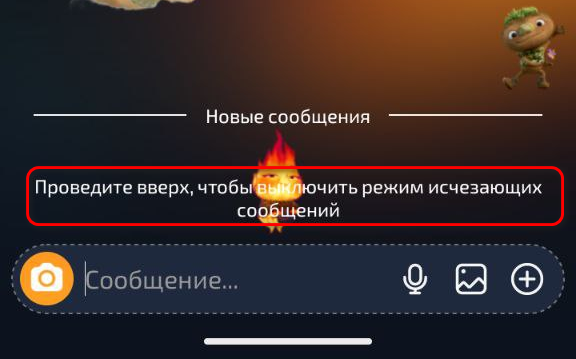 Новые сообщения
Проведите вверх, чтобы выключить режим исчезающих
сообщений
Сообщение...